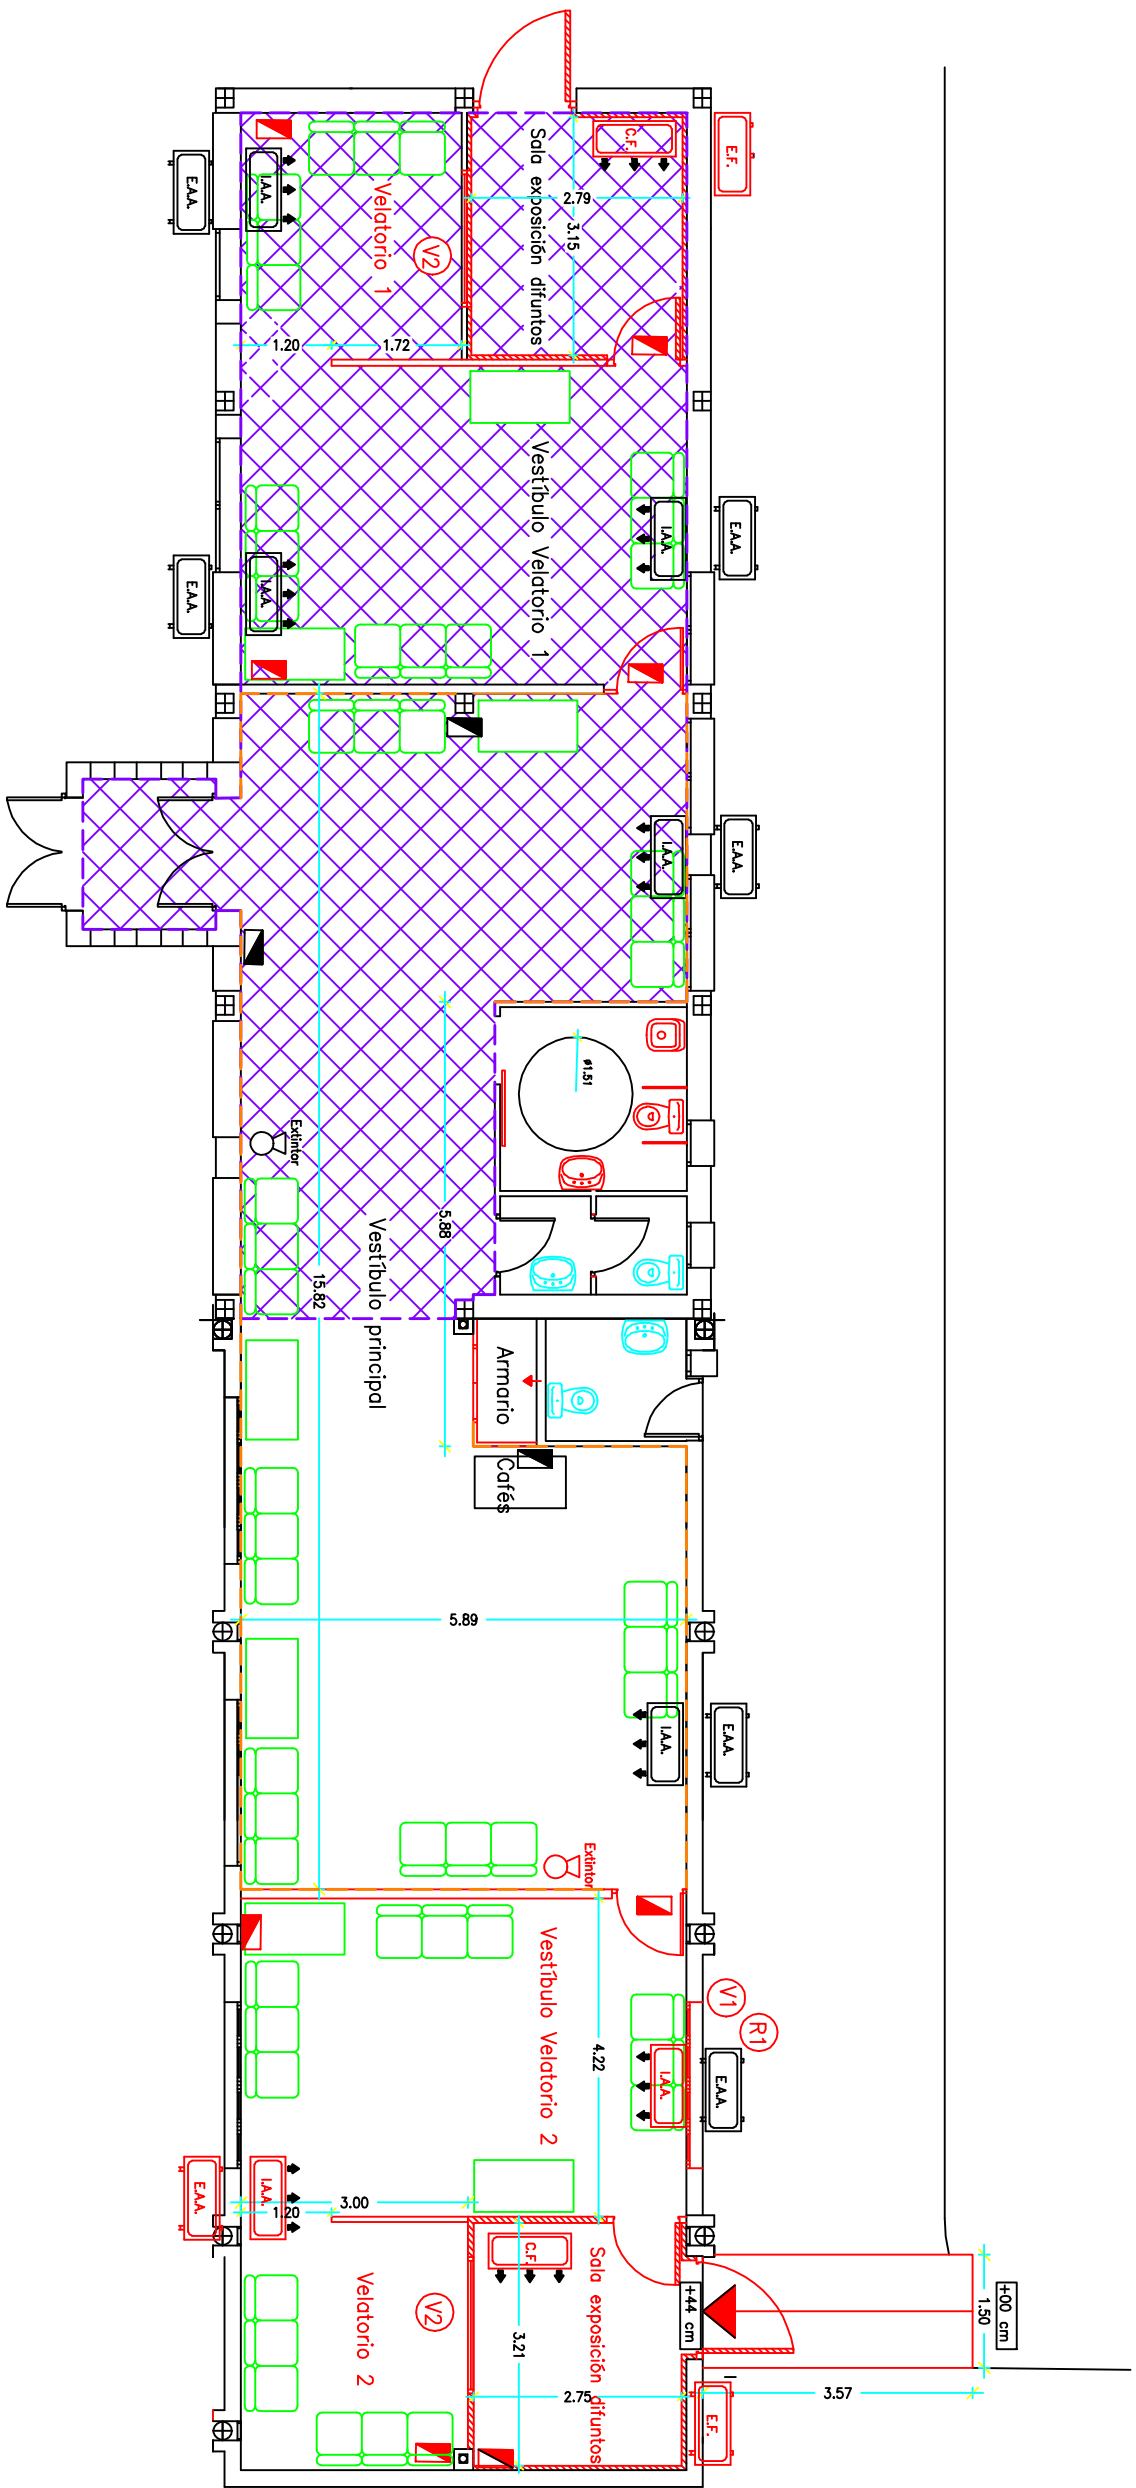 C.F.
E.F.
Sala exposición difuntos
2.79
3.15
I.A.A.
E.A.A.
Velatorio 1
V2
1.20
1.72
Vestíbulo Velatorio 1
I.A.A.
E.A.A.
I.A.A.
E.A.A.
I.A.A.
E.A.A.
ø1.51
Extintor
5.88
15.82
Vestíbulo principal
Armario
Cafés
5.89
I.A.A.
E.A.A.
Extintor
Vestíbulo Velatorio 2
4.22
V1
R1
I.A.A.
E.A.A.
I.A.A.
E.A.A.
3.00
1.20
C.F.
Sala exposición difuntos
3.21
2.75
Velatorio 2
V2
+44 cm
+00 cm
1.50
3.57
E.F.